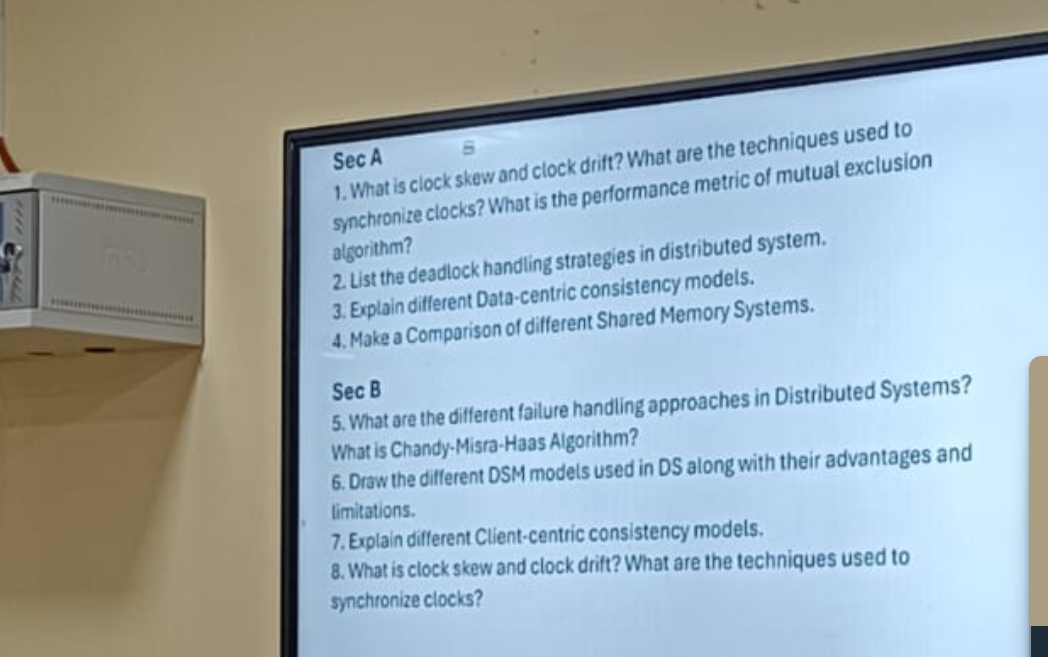 Sec A
1. What is clock skew and clock drift? What are the techniques used to
synchronize clocks? What is the performance metric of mutual exclusion
algorithm?
2. List the deadlock handling strategies in distributed system.
3. Explain different Data-centric consistency models.
4. Make a Comparison of different Shared Memory Systems.
Sec B
5. What are the different failure handling approaches in Distributed Systems?
What is Chandy-Misra-Haas Algorithm?
6. Draw the different DSM models used in DS along with their advantages and
limitations.
7. Explain different Client-centric consistency models.
8. What is clock skew and clock drift? What are the techniques used to
synchronize clocks?